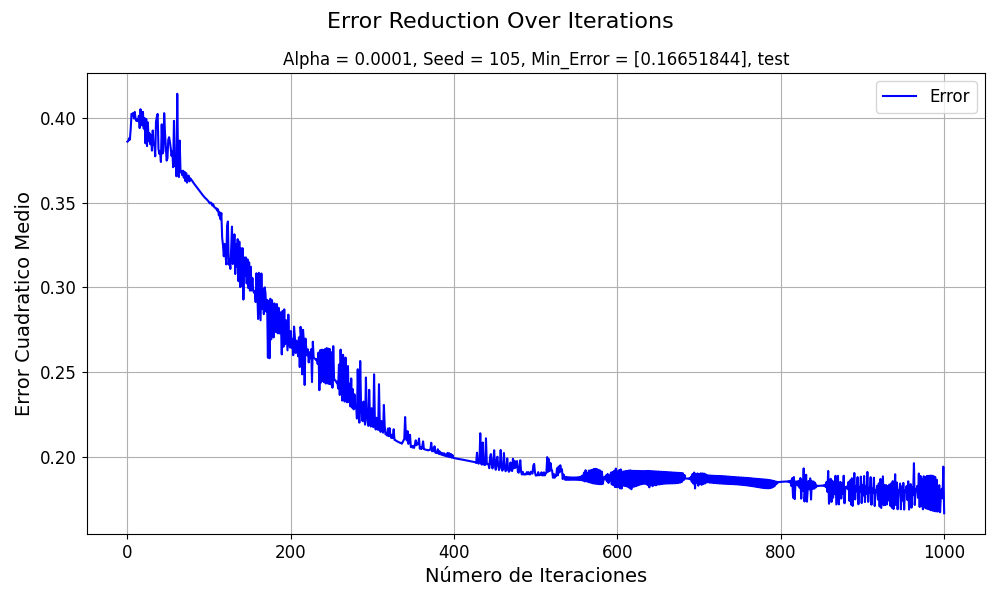 Error Reduction Over Iterations
Alpha = 0.0001, Seed = 105, Min_Error = [0.16651844], test
Error
0.40
0.35
0.30
0.25
0.20
Error Cuadratico Medio
0 200 400 600 800 1000
Número de Iteraciones